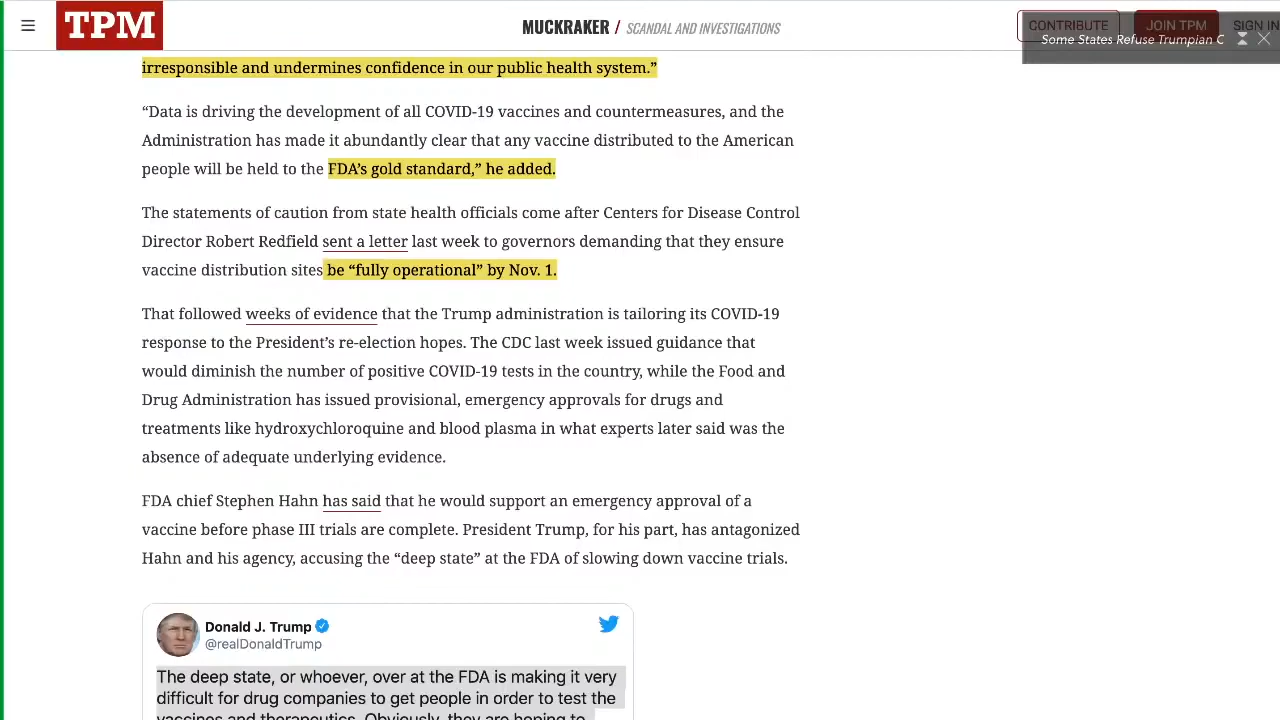 TPM
MUCKRAKER / SCANDAL AND INVESTIGATIONS
CONTRIBUTE
JOIN TPM
SIGN IN
Some States Refuse Trumpian C
irresponsible and undermines confidence in our public health system.”
“Data is driving the development of all COVID-19 vaccines and countermeasures, and the
Administration has made it abundantly clear that any vaccine distributed to the American
people will be held to the FDA’s gold standard,” he added.
The statements of caution from state health officials come after Centers for Disease Control
Director Robert Redfield sent a letter last week to governors demanding that they ensure
vaccine distribution sites be “fully operational” by Nov. 1.
That followed weeks of evidence that the Trump administration is tailoring its COVID-19
response to the President’s re-election hopes. The CDC last week issued guidance that
would diminish the number of positive COVID-19 tests in the country, while the Food and
Drug Administration has issued provisional, emergency approvals for drugs and
treatments like hydroxychloroquine and blood plasma in what experts later said was the
absence of adequate underlying evidence.
FDA chief Stephen Hahn has said that he would support an emergency approval of a
vaccine before phase III trials are complete. President Trump, for his part, has antagonized
Hahn and his agency, accusing the “deep state” at the FDA of slowing down vaccine trials.
Donald J. Trump
@realDonaldTrump
The deep state, or whoever, over at the FDA is making it very
difficult for drug companies to get people in order to test the
vaccines and therapeutics. Obviously, they are hoping to